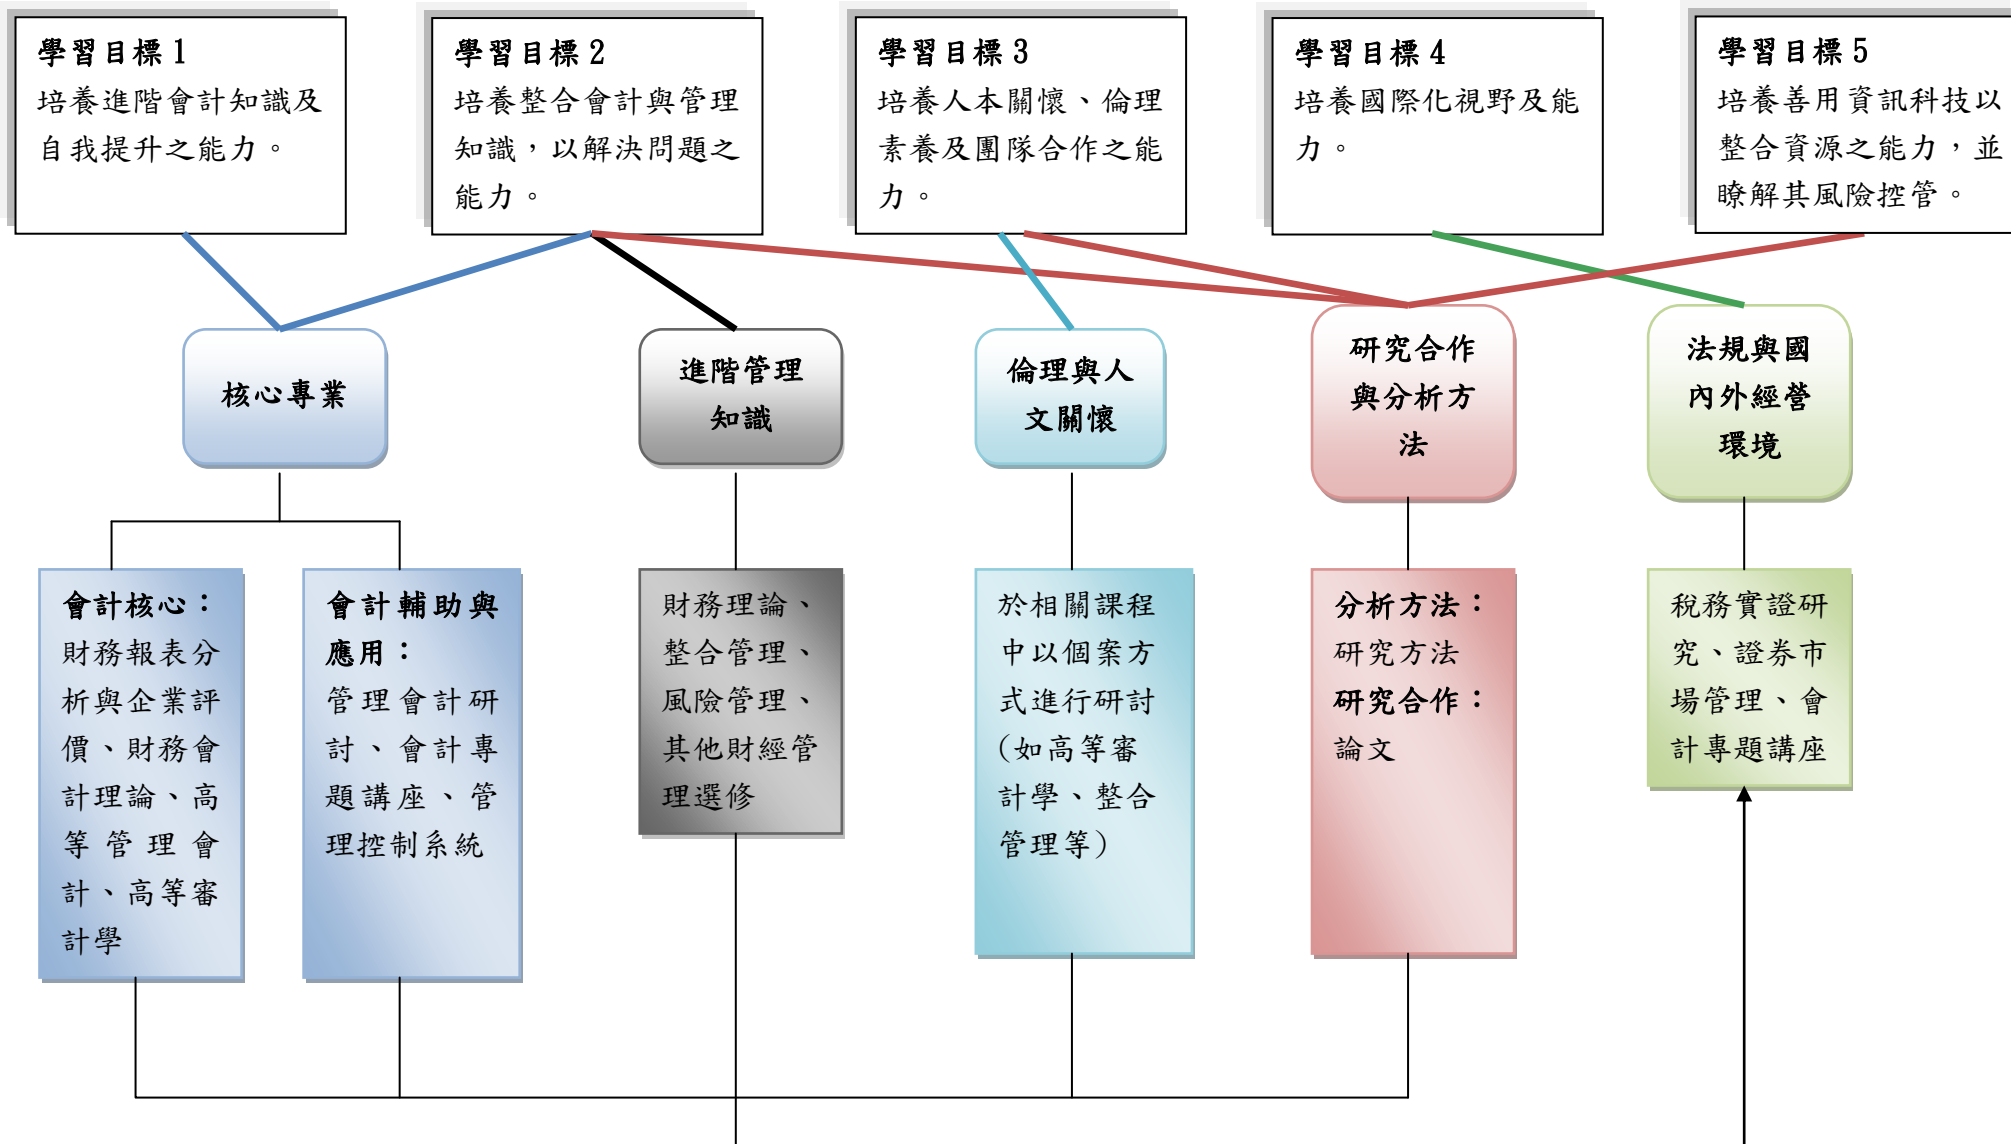 學習目標 1
培養進階會計知識及
自我提升之能力。
學習目標 2
培養整合會計與管理
知識，以解決問題之
能力。
學習目標 3
培養人本關懷、倫理
素養及團隊合作之能
力。
學習目標 4
培養國際化視野及能
力。
學習目標 5
培養善用資訊科技以
整合資源之能力，並
瞭解其風險控管。
核心專業
進階管理
知識
倫理與人
文關懷
研究合作
與分析方
法
法規與國
內外經營
環境
會計核心：
財務報表分
析與企業評
價、財務會
計理論、高
等管理會
計、高等審
計學
會計輔助與
應用：
管理會計研
討、會計專
題講座、管
理控制系統
財務理論、
整合管理、
風險管理、
其他財經管
理選修
於相關課程
中以個案方
式進行研討
(如高等審
計學、整合
管理等)
分析方法：
研究方法
研究合作：
論文
稅務實證研
究、證券市
場管理、會
計專題講座